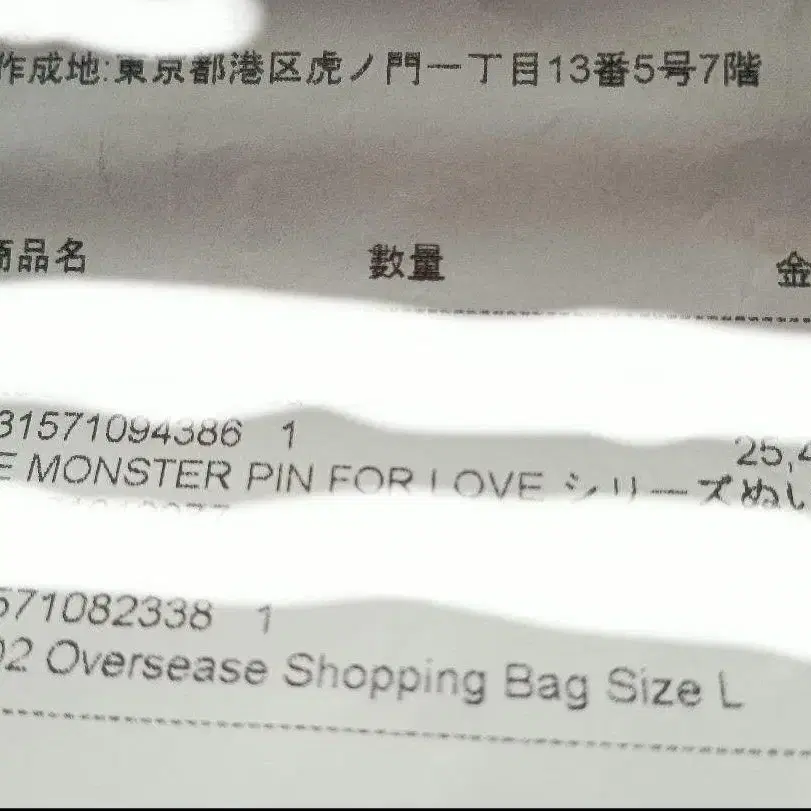 作成地:東京都港区虎ノ門一丁目13番5号7階
商品名 数量 金
31571094386 1 25,4
E MONSTER PIN FOR LOVE シリーズぬい
571082338 1
02 Oversease Shopping Bag Size L